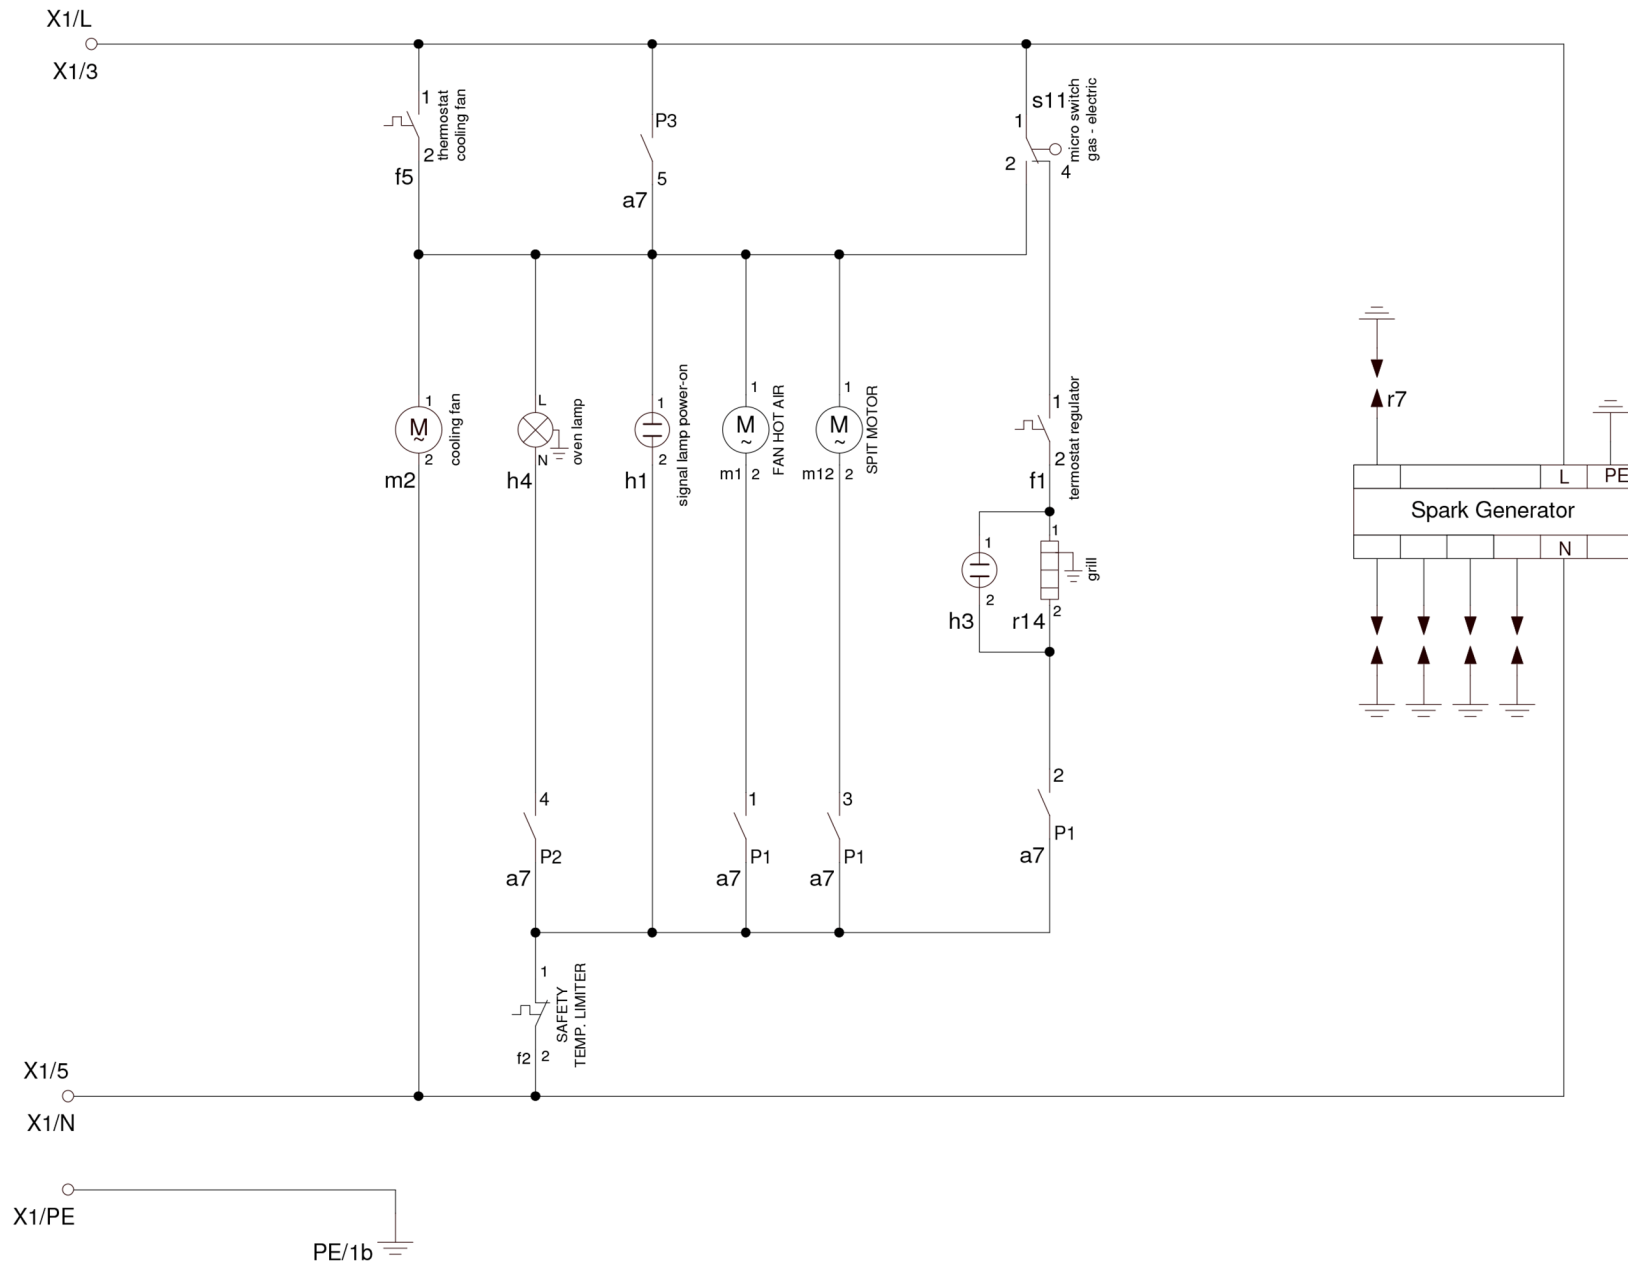 X1/L
X1/3
1
thermostat
cooling fan
2
f5
P3
5
a7
s11
1
micro switch
gas - electric
2
4
1
M
~
2
cooling fan
m2
L
N
oven lamp
h4
1
2
signal lamp power-on
h1
1
M
~
m1 2
FAN HOT AIR
1
M
~
m12 2
SPIT MOTOR
1
2
termostat regulator
f1
1
2
h3
1
2
grill
r14
r7
L
PE
Spark Generator
N
4
P2
a7
1
P1
a7
3
P1
a7
2
P1
a7
1
SAFETY
TEMP. LIMITER
f2 2
X1/5
X1/N
X1/PE
PE/1b